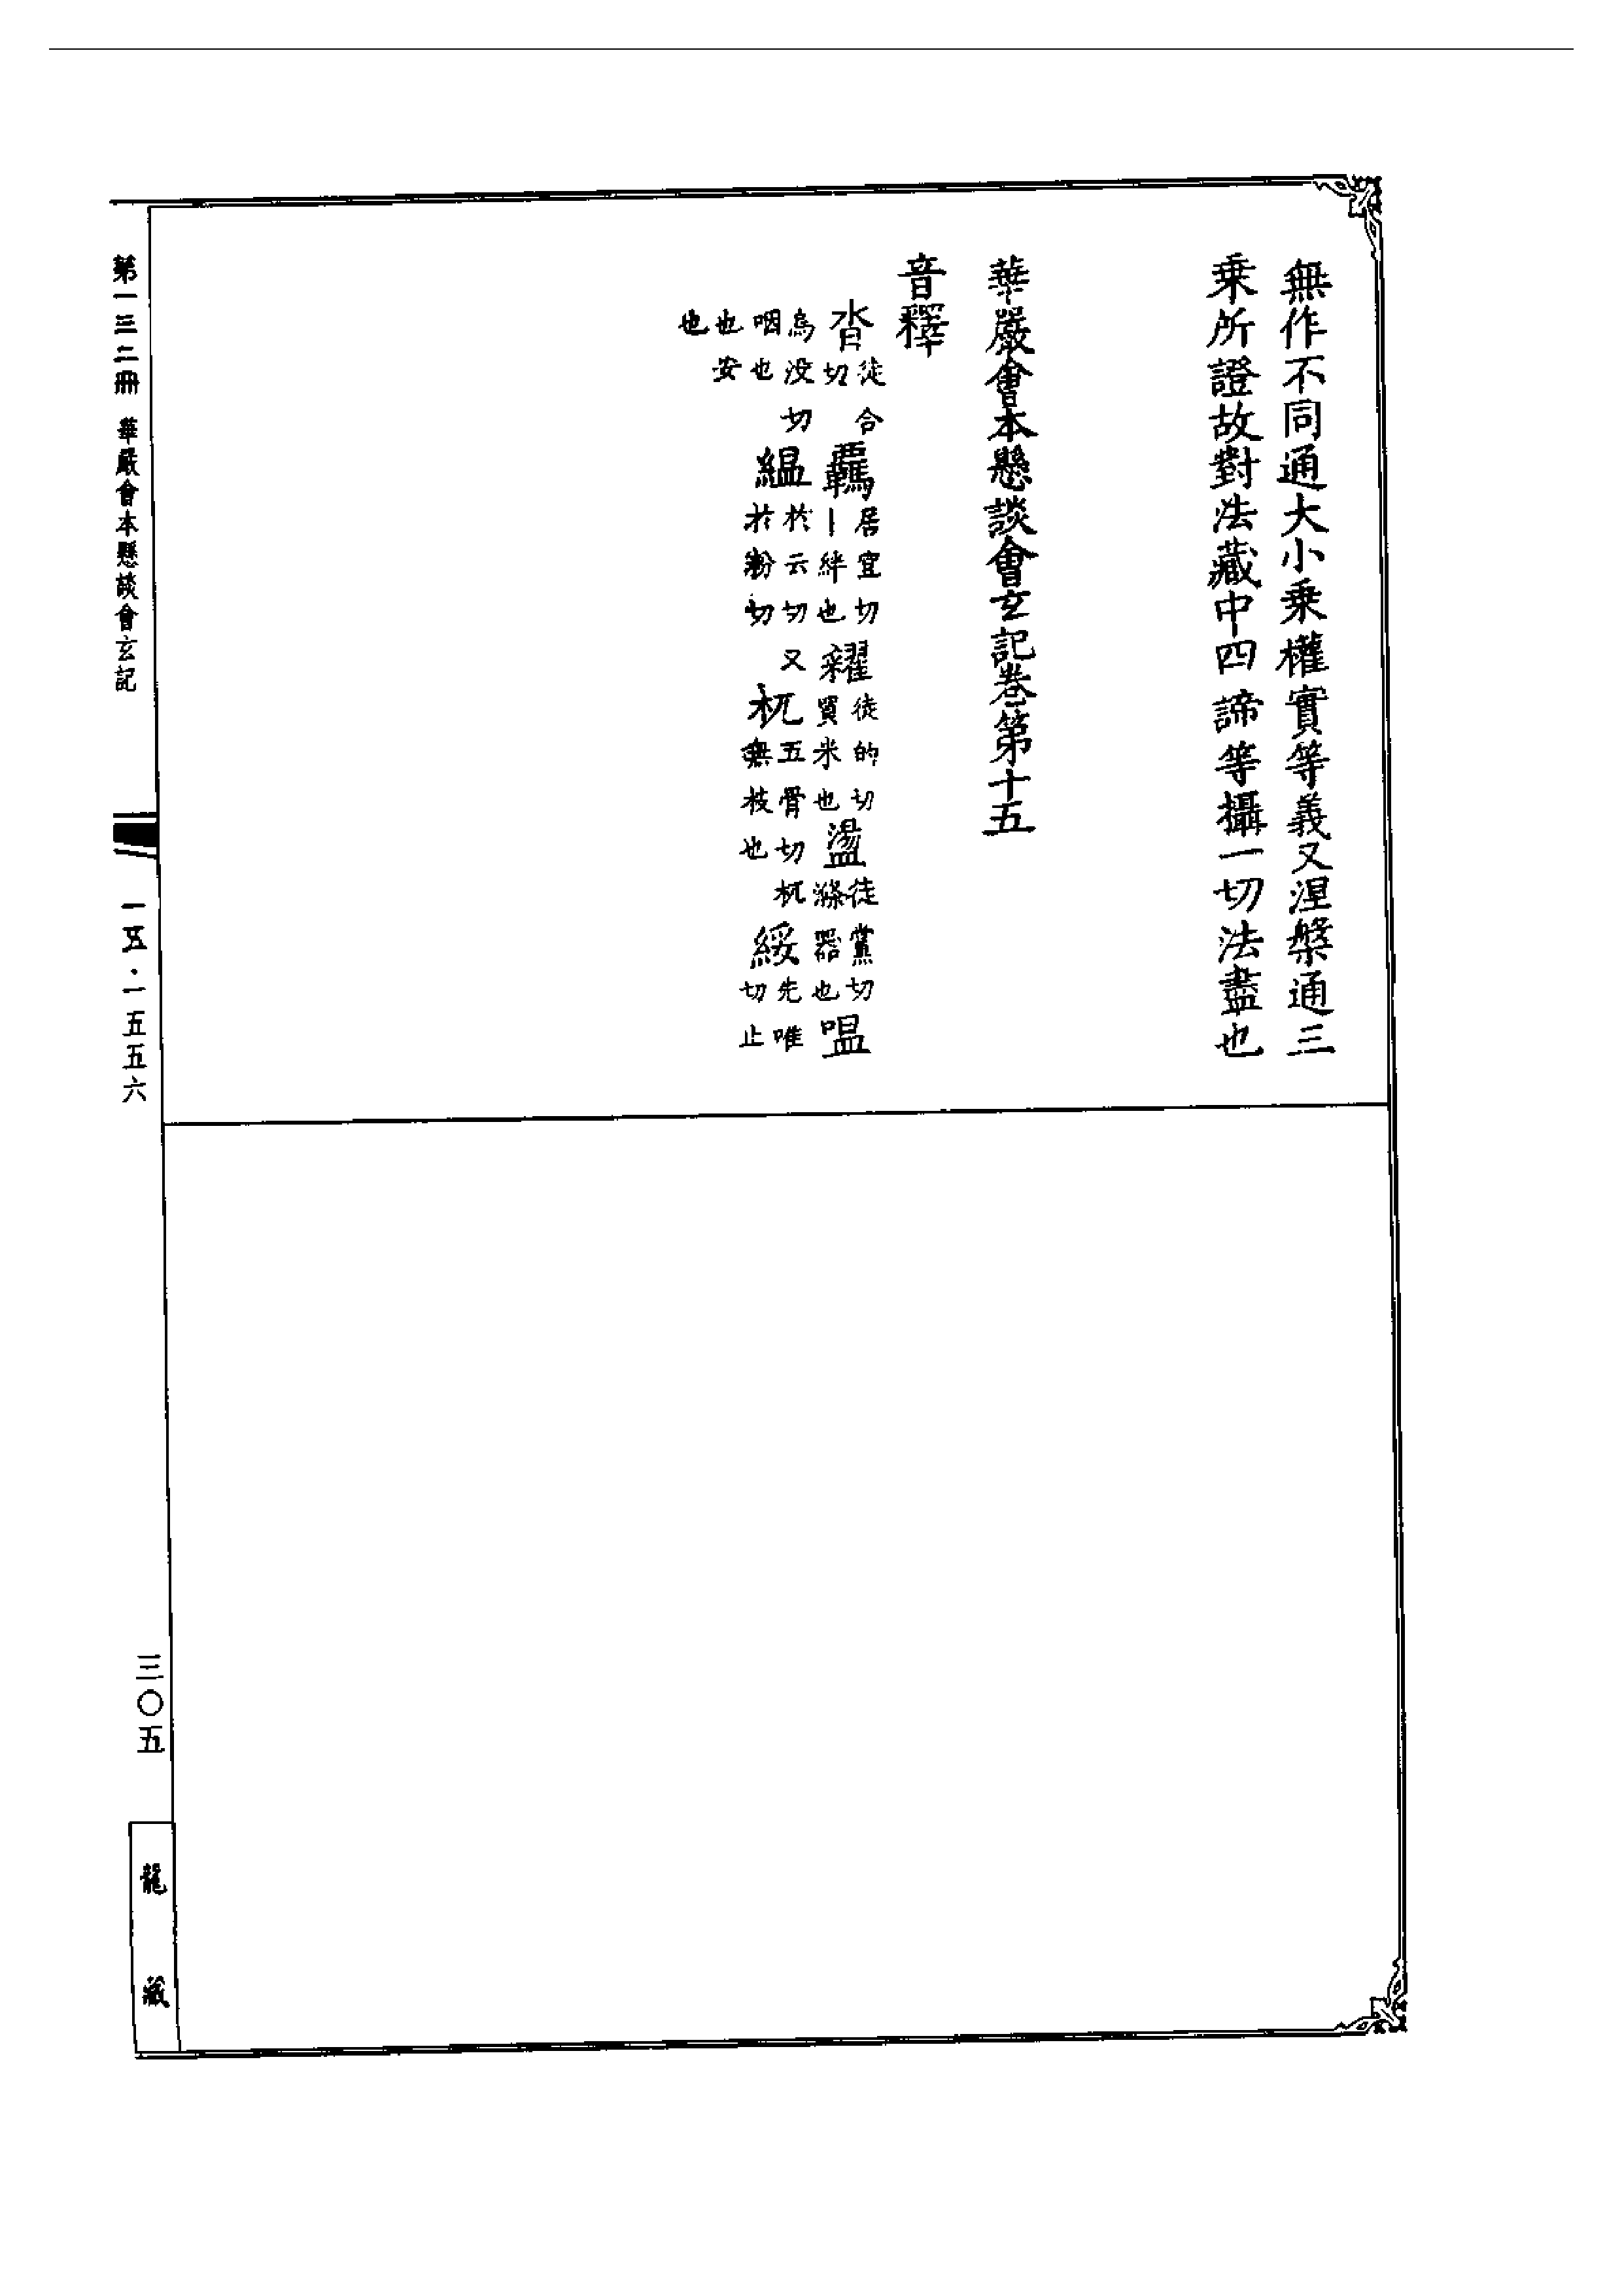 無作不同通大小乗權實等義又涅槃通三
乗所證故對法藏中四諦等攝一切法盡也
華嚴會本懸談會玄記卷第十五
音釋
沓徒合切 羈居宜切丨絆也 糴徒的切買米也 盪徒黨切滌器也 嗢
烏没切咽也 縕於云切又於粉切 杌五骨切杌無枝也 綏先唯切止
也安也
第一三二冊 華嚴會本懸談會玄記
一五・一五五六
三〇五
龍藏